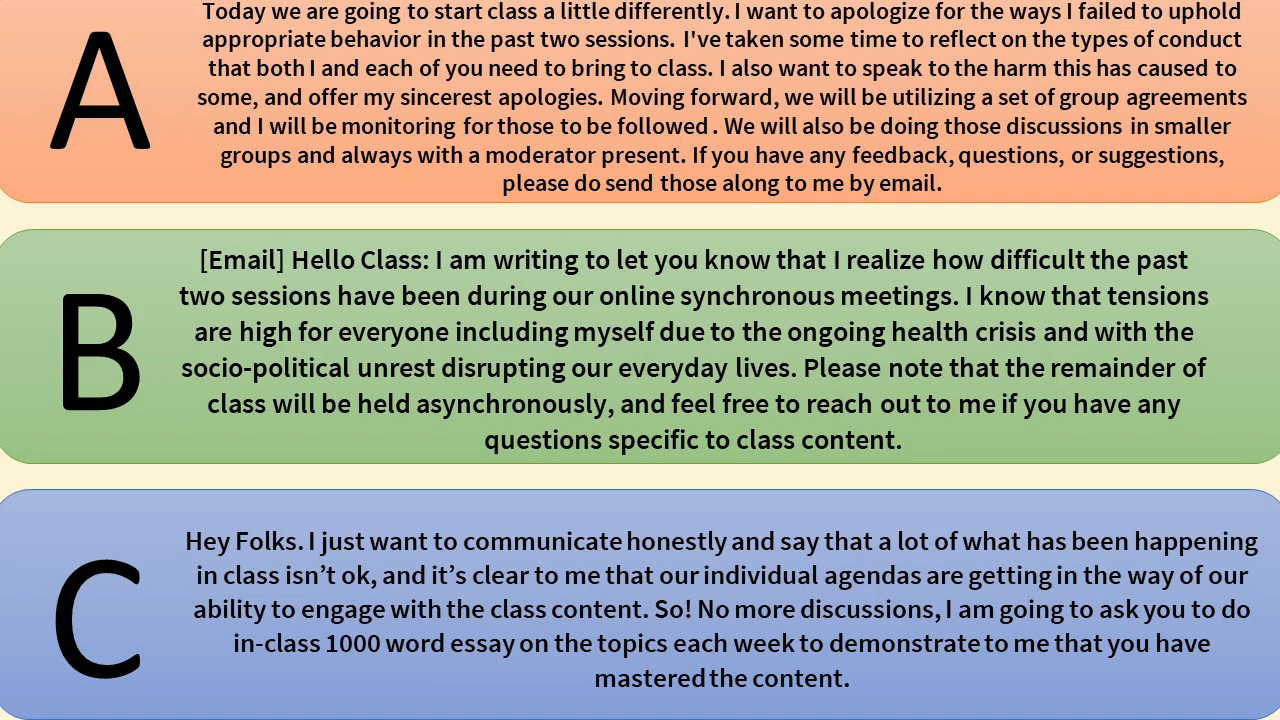 A
Today we are going to start class a little differently. I want to apologize for the ways I failed to uphold
appropriate behavior in the past two sessions. I've taken some time to reflect on the types of conduct
that both I and each of you need to bring to class. I also want to speak to the harm this has caused to
some, and offer my sincerest apologies. Moving forward, we will be utilizing a set of group agreements
and I will be monitoring for those to be followed. We will also be doing those discussions in smaller
groups and always with a moderator present. If you have any feedback, questions, or suggestions,
please do send those along to me by email.
B
[Email] Hello Class: I am writing to let you know that I realize how difficult the past
two sessions have been during our online synchronous meetings. I know that tensions
are high for everyone including myself due to the ongoing health crisis and with the
socio-political unrest disrupting our everyday lives. Please note that the remainder of
class will be held asynchronously, and feel free to reach out to me if you have any
questions specific to class content.
C
Hey Folks. I just want to communicate honestly and say that a lot of what has been happening
in class isn’t ok, and it’s clear to me that our individual agendas are getting in the way of our
ability to engage with the class content. So! No more discussions, I am going to ask you to do
in-class 1000 word essay on the topics each week to demonstrate to me that you have
mastered the content.